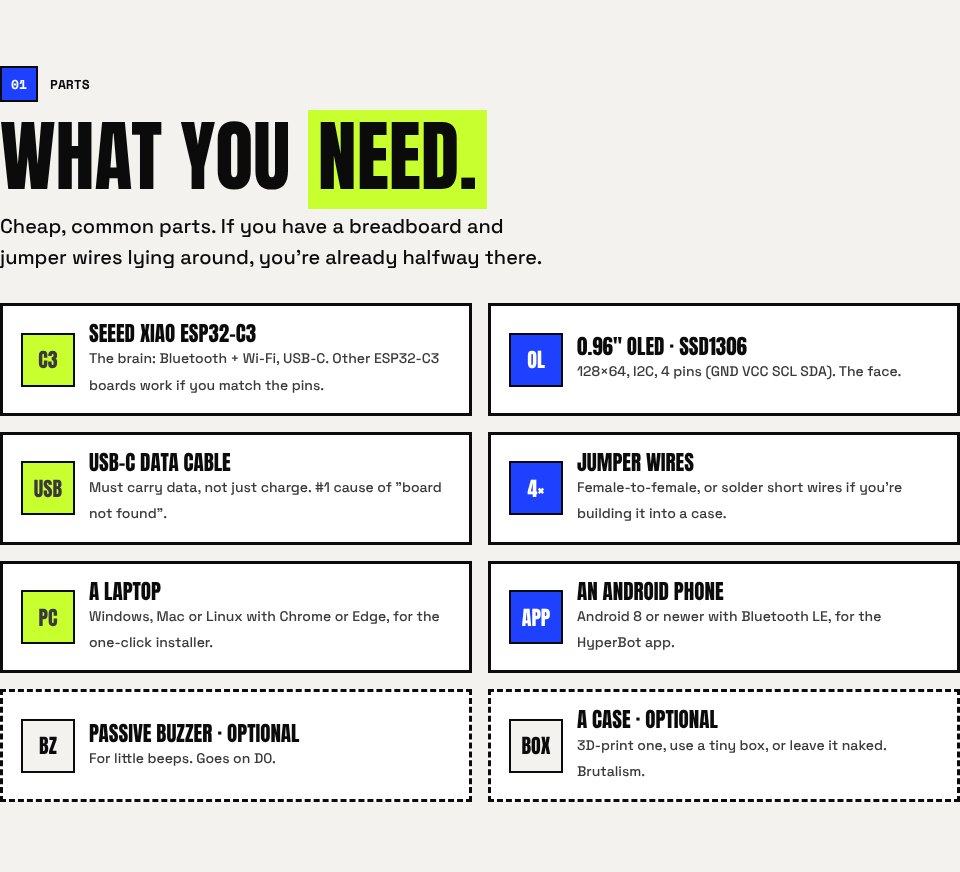 01 PARTS
WHAT YOU NEED.
Cheap, common parts. If you have a breadboard and
jumper wires lying around, you're already halfway there.
C3
SEEED XIAO ESP32-C3
The brain: Bluetooth + Wi-Fi, USB-C. Other ESP32-C3
boards work if you match the pins.
OL
0.96" OLED · SSD1306
128×64, I2C, 4 pins (GND VCC SCL SDA). The face.
USB
USB-C DATA CABLE
Must carry data, not just charge. #1 cause of "board
not found".
4×
JUMPER WIRES
Female-to-female, or solder short wires if you're
building it into a case.
PC
A LAPTOP
Windows, Mac or Linux with Chrome or Edge, for the
one-click installer.
APP
AN ANDROID PHONE
Android 8 or newer with Bluetooth LE, for the
HyperBot app.
BZ
PASSIVE BUZZER · OPTIONAL
For little beeps. Goes on D0.
BOX
A CASE · OPTIONAL
3D-print one, use a tiny box, or leave it naked.
Brutalism.